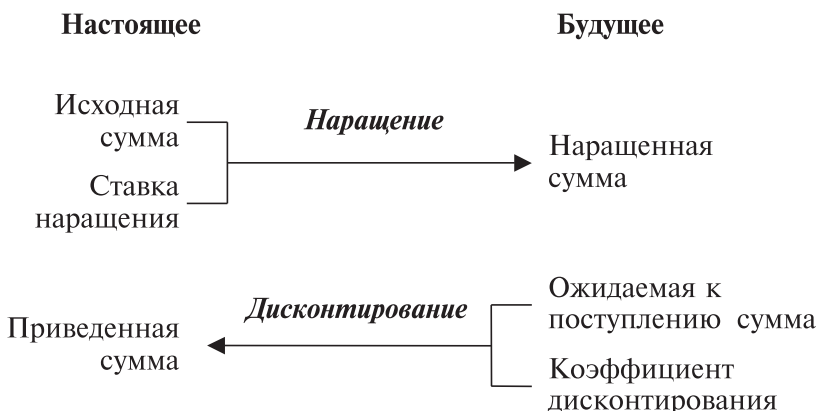 Настоящее
Будущее
Исходная
сумма
Наращение
Наращенная
сумма
Ставка
наращения
Дисконтирование
Ожидаемая к
поступлению сумма
Приведенная
сумма
Коэффициент
дисконтирования